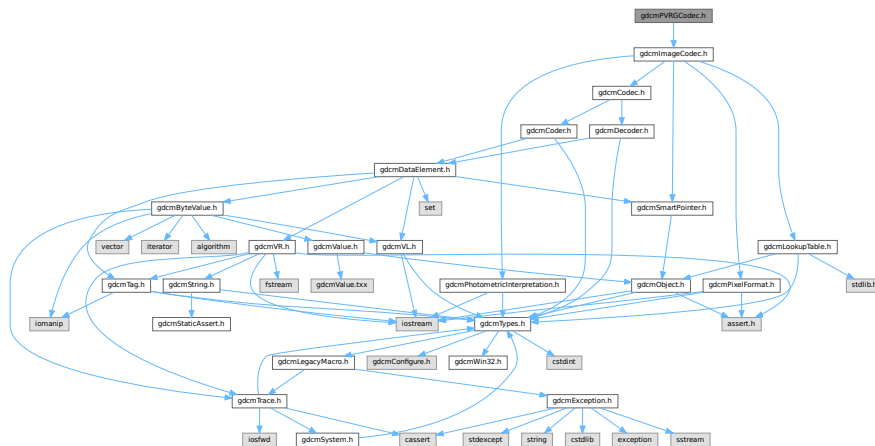 gdcmPVRGCodec.h
gdcmImageCodec.h
gdcmCodec.h
gdcmCoder.h
gdcmDecoder.h
gdcmDataElement.h
gdcmByteValue.h
set
gdcmSmartPointer.h
vector
iterator
algorithm
gdcmVR.h
gdcmValue.h
gdcmVL.h
gdcmLookupTable.h
gdcmTag.h
gdcmString.h
fstream
gdcmValue.txx
gdcmPhotometricInterpretation.h
gdcmObject.h
gdcmPixelFormat.h
stdlib.h
iomanip
gdcmStaticAssert.h
iostream
gdcmTypes.h
assert.h
gdcmLegacyMacro.h
gdcmConfigure.h
gdcmWin32.h
cstdint
gdcmTrace.h
gdcmException.h
iosfwd
gdcmSystem.h
cassert
stdexcept
string
cstdlib
exception
sstream